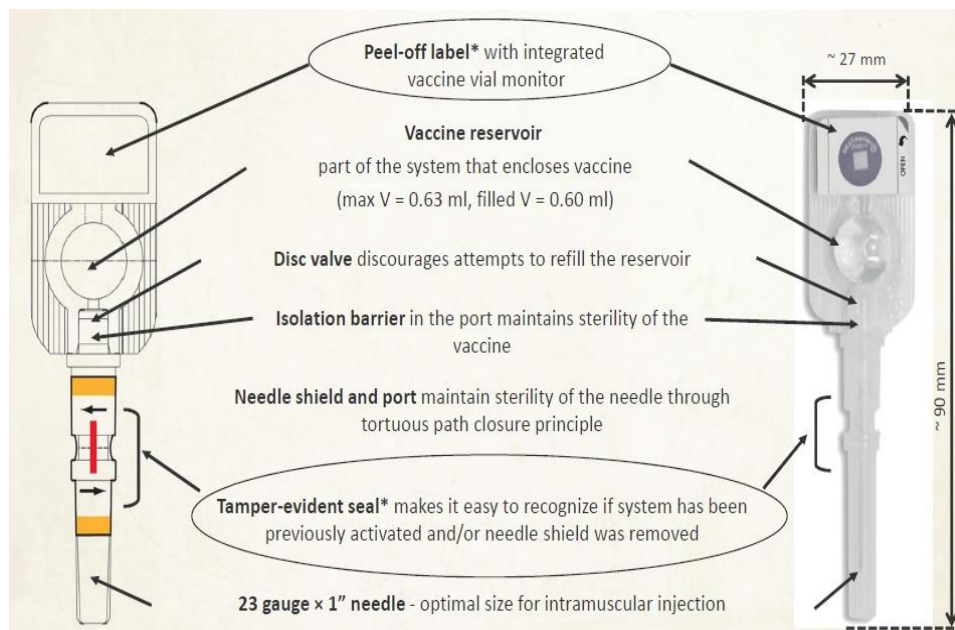 Peel-off label* with integrated
vaccine vial monitor
~ 27 mm
OPEN
Vaccine reservoir
part of the system that encloses vaccine
(max V = 0.63 ml, filled V = 0.60 ml)
Disc valve discourages attempts to refill the reservoir
Isolation barrier in the port maintains sterility of the
vaccine
Needle shield and port maintain sterility of the needle through
tortuous path closure principle
~ 90 mm
Tamper-evident seal* makes it easy to recognize if system has been
previously activated and/or needle shield was removed
23 gauge × 1” needle - optimal size for intramuscular injection